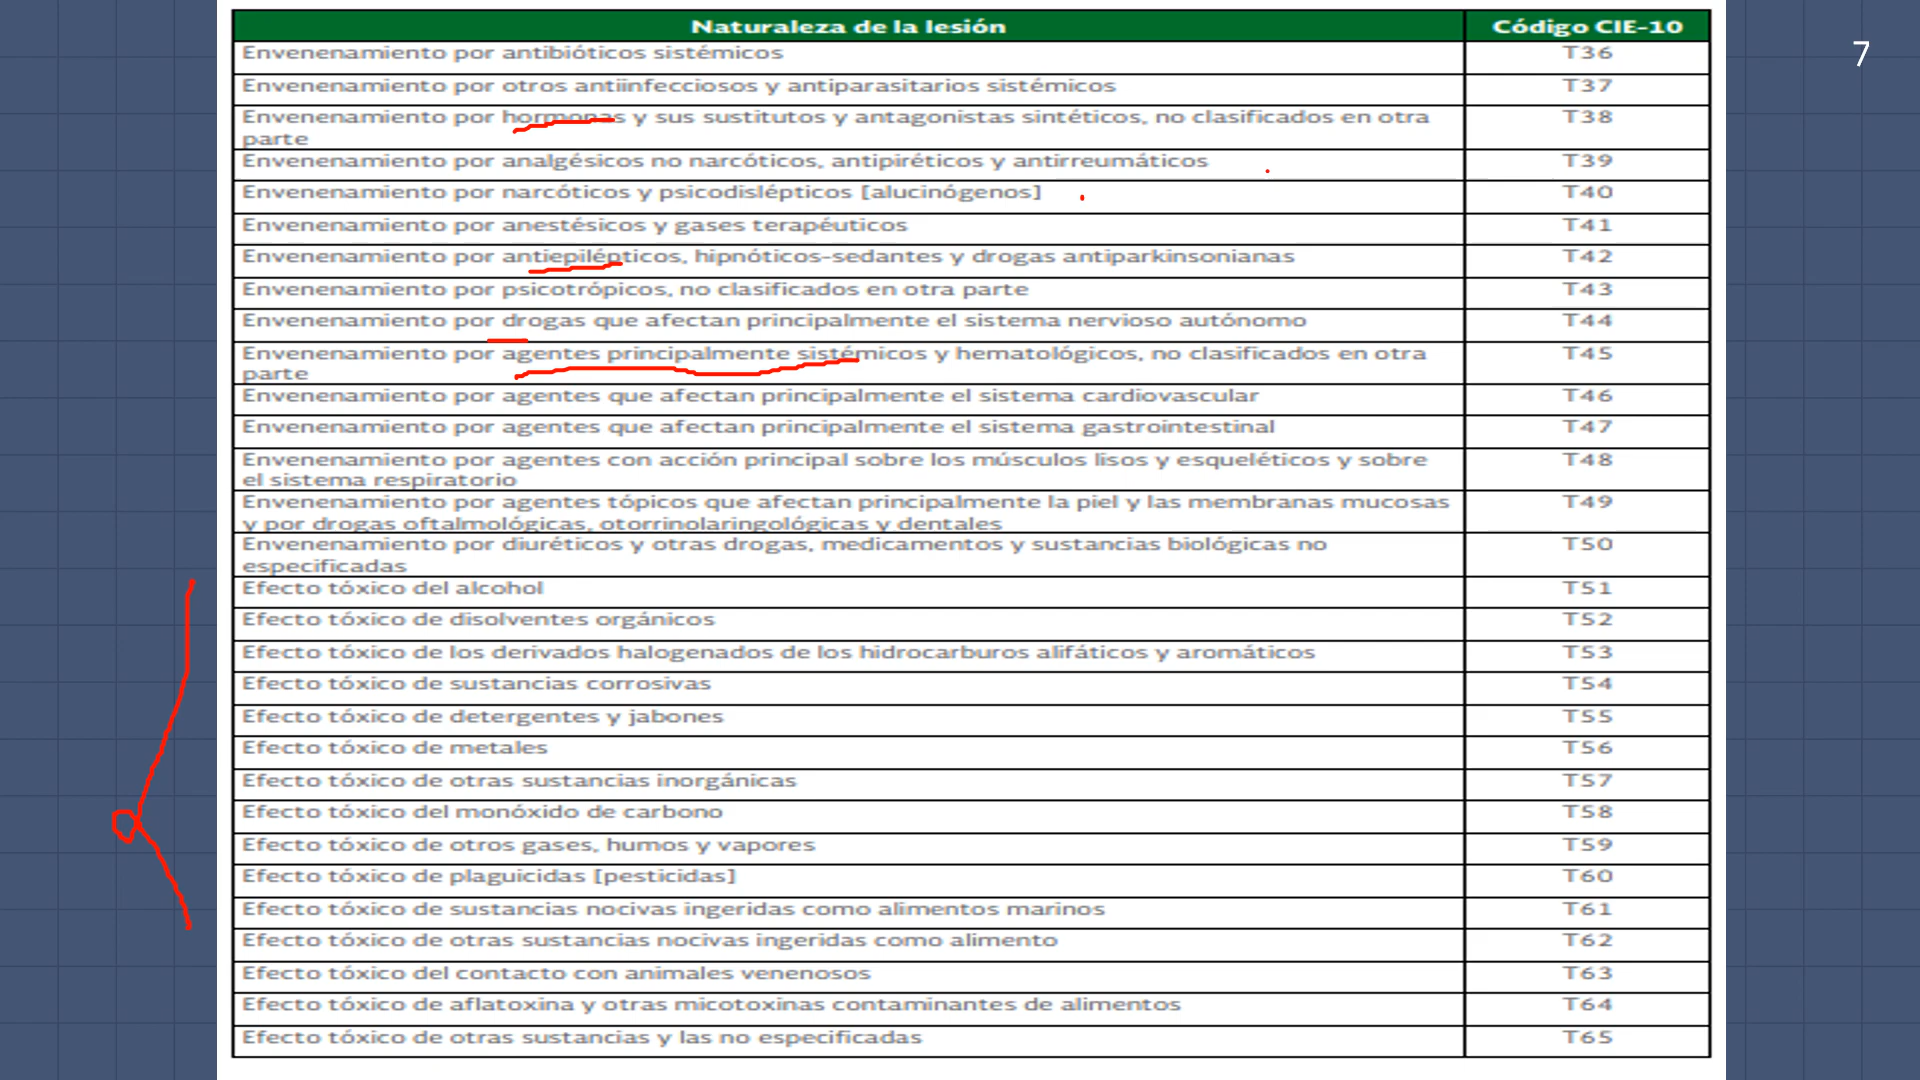 7
Naturaleza de la lesión Código CIE-10
Envenenamiento por antibióticos sistémicos T36
Envenenamiento por otros antiinfecciosos y antiparasitarios sistémicos T37
Envenenamiento por hormonas y sus sustitutos y antagonistas sintéticos, no clasificados en otra T38
parte
Envenenamiento por analgésicos no narcóticos, antipiréticos y antirreumáticos T39
Envenenamiento por narcóticos y psicodislépticos [alucinógenos] T40
Envenenamiento por anestésicos y gases terapéuticos T41
Envenenamiento por antiepilépticos, hipnóticos-sedantes y drogas antiparkinsonianas T42
Envenenamiento por psicotrópicos, no clasificados en otra parte T43
Envenenamiento por drogas que afectan principalmente el sistema nervioso autónomo T44
Envenenamiento por agentes principalmente sistémicos y hematológicos, no clasificados en otra T45
parte
Envenenamiento por agentes que afectan principalmente el sistema cardiovascular T46
Envenenamiento por agentes que afectan principalmente el sistema gastrointestinal T47
Envenenamiento por agentes con acción principal sobre los músculos lisos y esqueléticos y sobre T48
el sistema respiratorio
Envenenamiento por agentes tópicos que afectan principalmente la piel y las membranas mucosas T49
y por drogas oftalmológicas, otorrinolaringológicas y dentales
Envenenamiento por diuréticos y otras drogas, medicamentos y sustancias biológicas no T50
especificadas
Efecto tóxico del alcohol T51
Efecto tóxico de disolventes orgánicos T52
Efecto tóxico de los derivados halogenados de los hidrocarburos alifáticos y aromáticos T53
Efecto tóxico de sustancias corrosivas T54
Efecto tóxico de detergentes y jabones T55
Efecto tóxico de metales T56
Efecto tóxico de otras sustancias inorgánicas T57
Efecto tóxico del monóxido de carbono T58
Efecto tóxico de otros gases, humos y vapores T59
Efecto tóxico de plaguicidas [pesticidas] T60
Efecto tóxico de sustancias nocivas ingeridas como alimentos marinos T61
Efecto tóxico de otras sustancias nocivas ingeridas como alimento T62
Efecto tóxico del contacto con animales venenosos T63
Efecto tóxico de aflatoxina y otras micotoxinas contaminantes de alimentos T64
Efecto tóxico de otras sustancias y las no especificadas T65